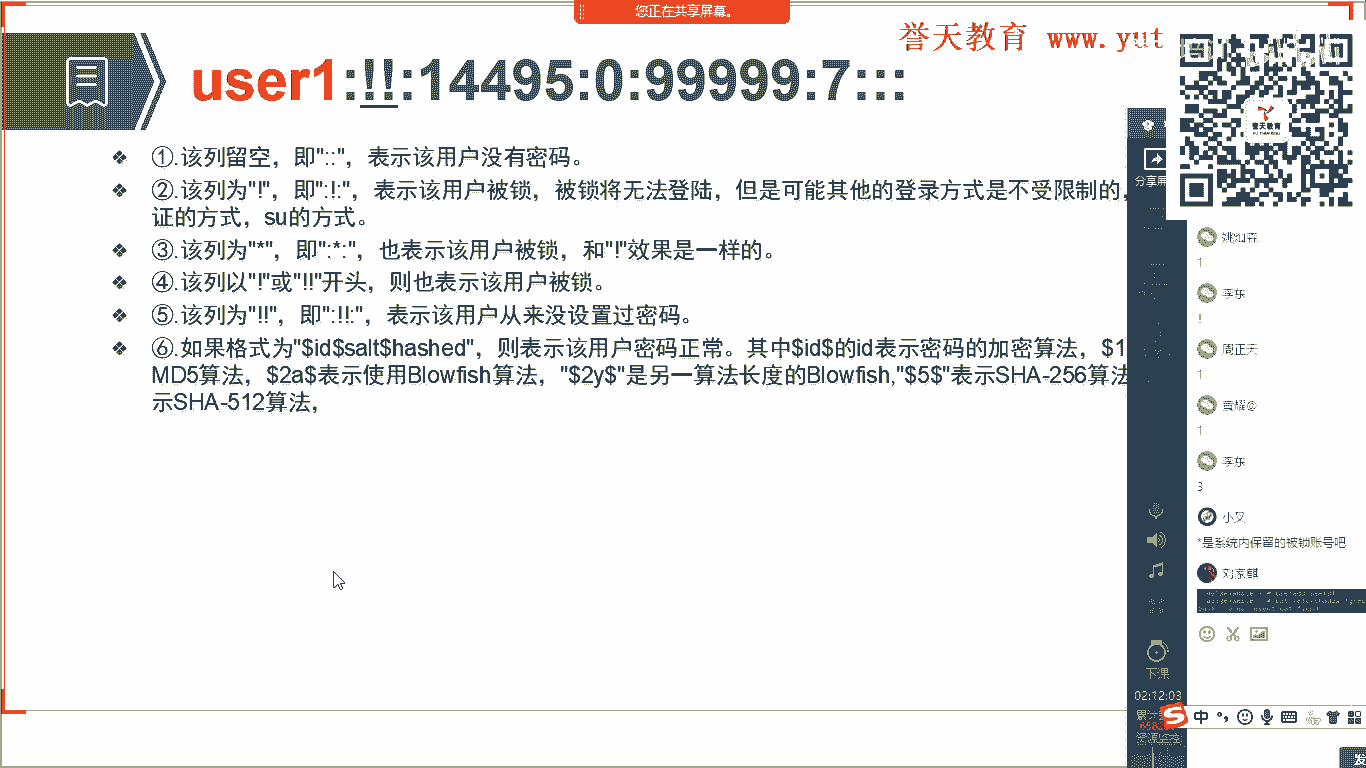 您正在共享屏幕。
誉天教育 www.yut
user1:!!:14495:0:99999:7:::
誉天教育
❖ ①.该列留空，即"::"，表示该用户没有密码。
❖ ②.该列为"!"，即":!:"，表示该用户被锁，被锁将无法登陆，但是可能其他的登录方式是不受限制的，
证的方式，su的方式。
❖ ③.该列为"*"，即":*:"，也表示该用户被锁，和"!"效果是一样的。
❖ ④.该列以"!"或"!!"开头，则也表示该用户被锁。
❖ ⑤.该列为"!!"，即":!!:"，表示该用户从来没设置过密码。
❖ ⑥.如果格式为"$id$salt$hashed"，则表示该用户密码正常。其中$id$的id表示密码的加密算法，$1
MD5算法，$2a$表示使用Blowfish算法，"$2y$"是另一算法长度的Blowfish,"$5$"表示SHA-256算法
示SHA-512算法，
分享屏
1
李东
!
周正天
1
1
李东
3
小又
*是系统内保留的被锁账号吧
刘家麒
下课
02:12:03
中